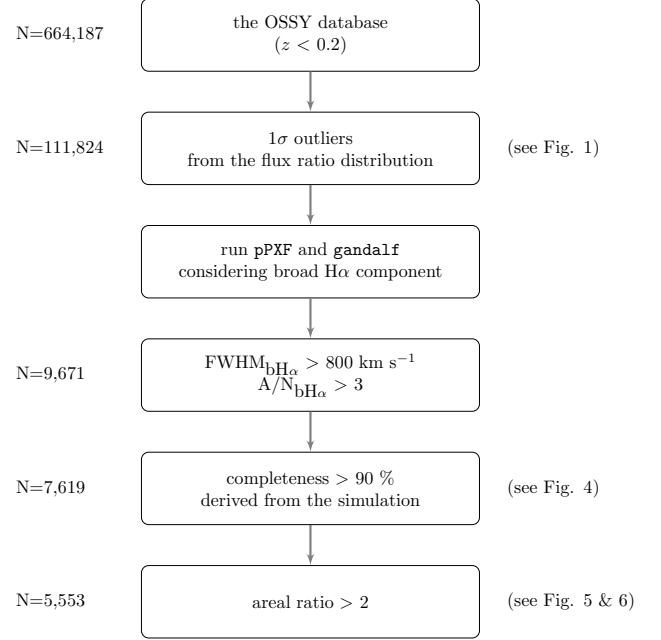 N=664,187
the OSSY database
(z < 0.2)
N=111,824
1σ outliers
from the flux ratio distribution
(see Fig. 1)
run pPXF and gandalf
considering broad Hα component
N=9,671
FWHM_bHα > 800 km s⁻¹
A/N_bHα > 3
N=7,619
completeness > 90 %
derived from the simulation
(see Fig. 4)
N=5,553
areal ratio > 2
(see Fig. 5 & 6)